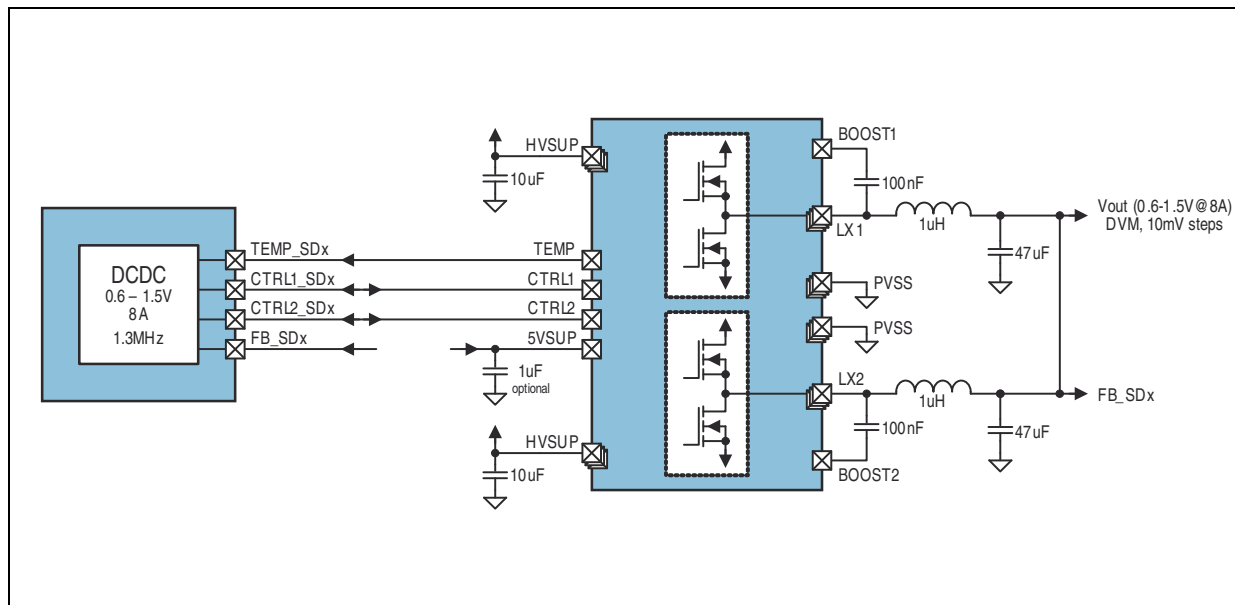 BOOST1
HVSUP
10uF
100nF
Vout (0.6-1.5V@8A)
DVM, 10mV steps
LX1
1uH
47uF
DCDC
0.6 – 1.5V
8A
1.3MHz
TEMP_SDx
TEMP
CTRL1_SDx
CTRL1
CTRL2_SDx
CTRL2
FB_SDx
5VSUP
1uF
optional
PVSS
PVSS
LX2
1uH
FB_SDx
100nF
47uF
HVSUP
10uF
BOOST2